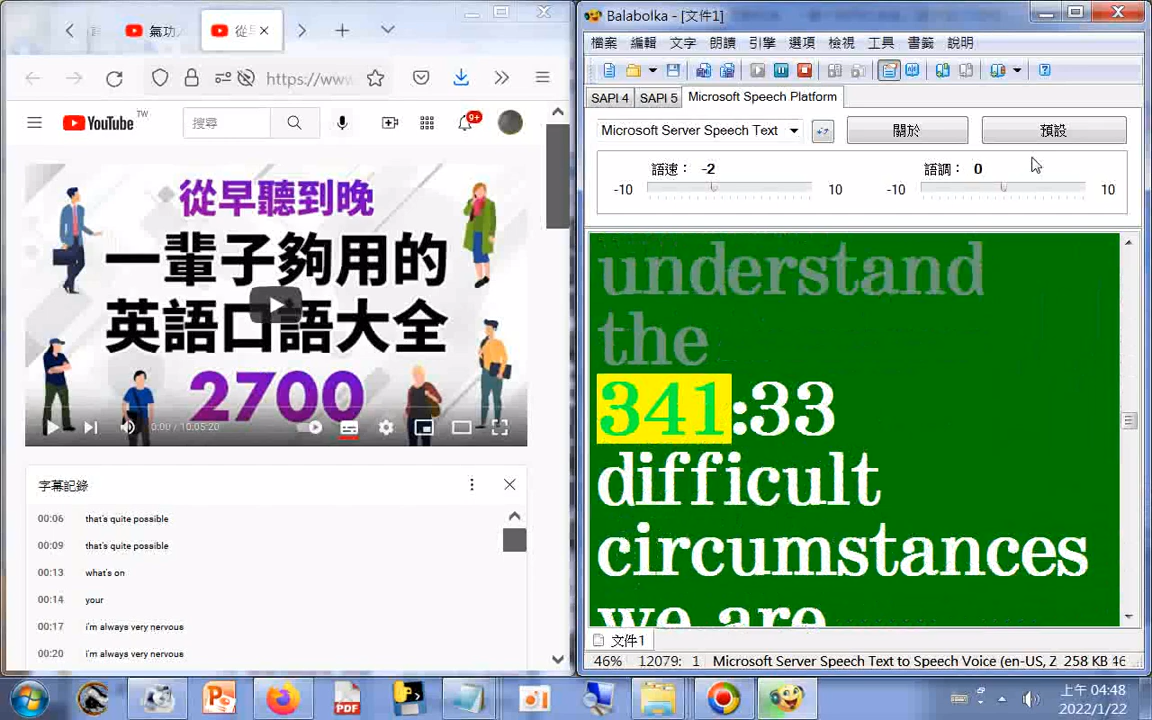 氣功
從
https://www
YouTube TW
搜尋
9+
從早聽到晚
一輩子夠用的
英語口語大全
2700
0:00 / 10:05:20
字幕記錄
00:06 that's quite possible
00:09 that's quite possible
00:13 what's on
00:14 your
00:17 i'm always very nervous
00:20 i'm always very nervous
Balabolka - [文件1]
檔案 編輯 文字 朗讀 引擎 選項 檢視 工具 書籤 說明
SAPI 4 SAPI 5 Microsoft Speech Platform
Microsoft Server Speech Text 關於 預設
語速： -2 語調： 0
-10 10 -10 10
understand
the
341:33
difficult
circumstances
we are
文件1
46% 12079: 1 Microsoft Server Speech Text to Speech Voice (en-US, Z 258 KB 46
PDF
上午 04:48
2022/1/22